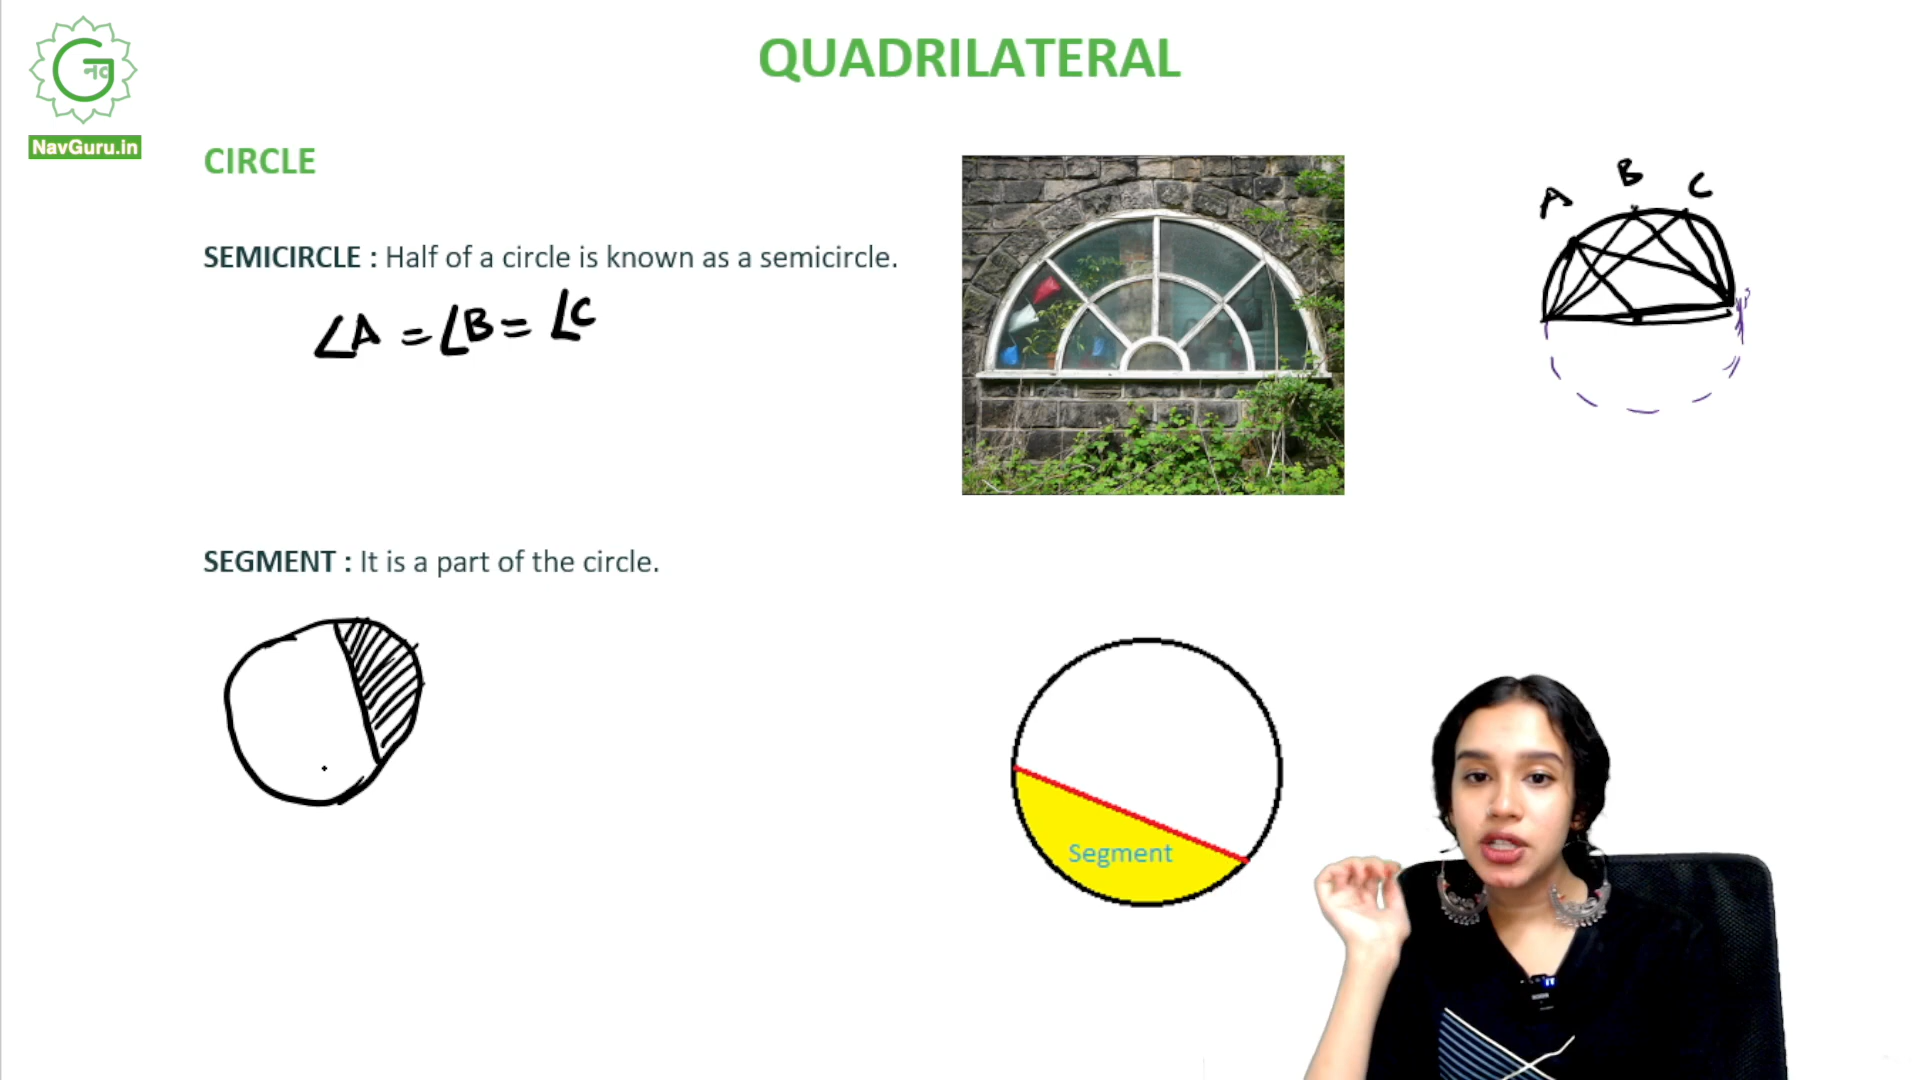 QUADRILATERAL
नव
NavGuru.in
CIRCLE
SEMICIRCLE : Half of a circle is known as a semicircle.
∠A = ∠B = ∠C
A B C
SEGMENT : It is a part of the circle.
Segment